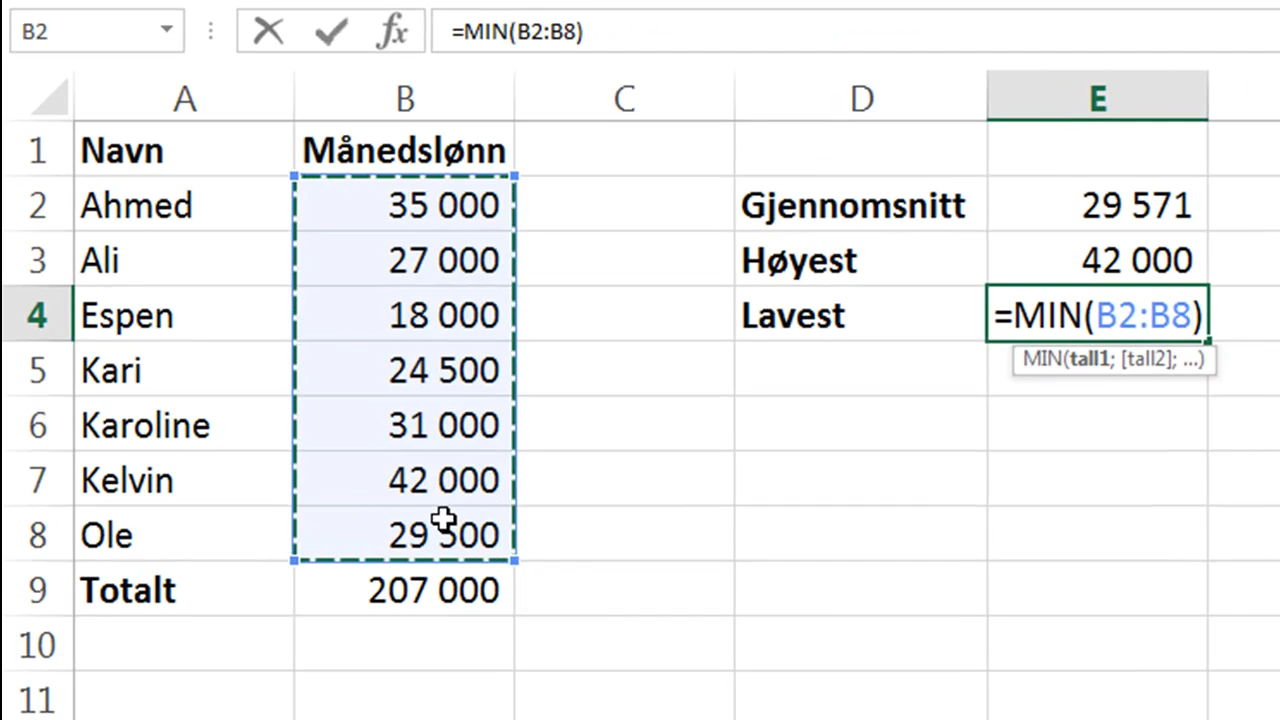 B2 fx =MIN(B2:B8)
A B C D E
1 Navn Månedslønn
2 Ahmed 35 000 Gjennomsnitt 29 571
3 Ali 27 000 Høyest 42 000
4 Espen 18 000 Lavest =MIN(B2:B8)
MIN(tall1; [tall2]; ...)
5 Kari 24 500
6 Karoline 31 000
7 Kelvin 42 000
8 Ole 29 500
9 Totalt 207 000
10
11